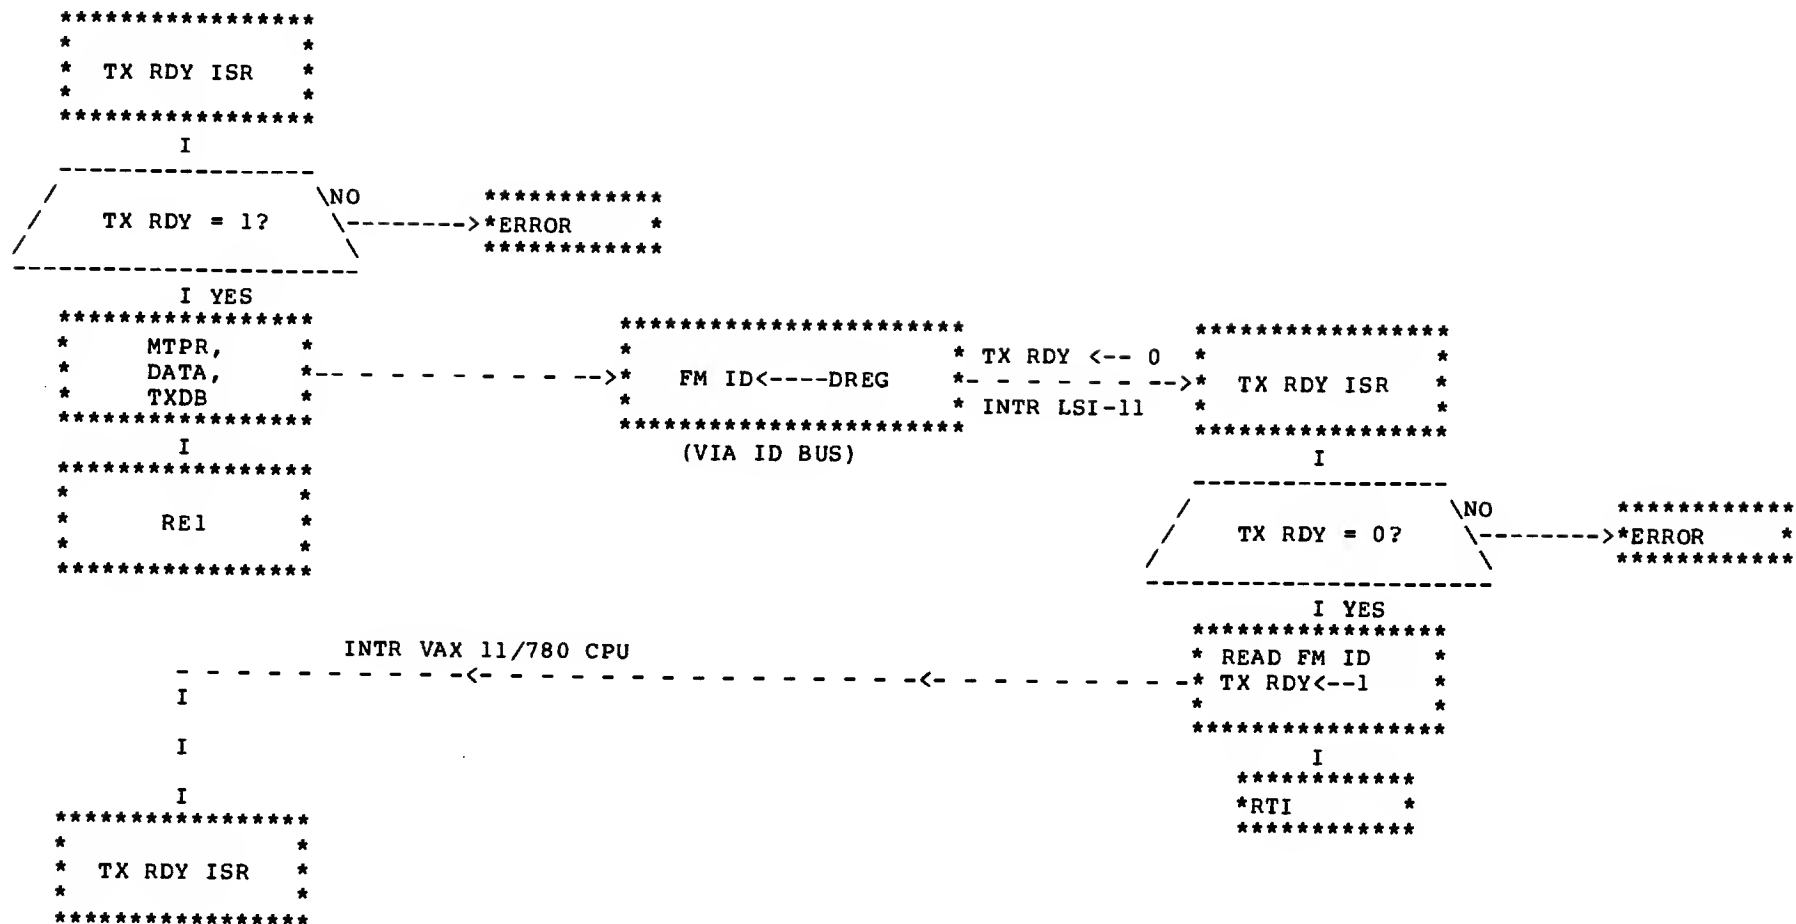 TX RDY ISR
TX RDY = 1?
NO
*ERROR *
I YES
MTPR,
DATA,
TXDB
FM ID<----DREG
(VIA ID BUS)
TX RDY <-- 0
INTR LSI-11
TX RDY ISR
I
RE1
TX RDY = 0?
NO
*ERROR *
I YES
READ FM ID
TX RDY<--1
INTR VAX 11/780 CPU
I
I
I
I
*RTI *
TX RDY ISR